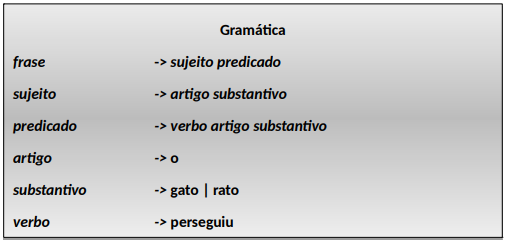 Gramática
frase -> sujeito predicado
sujeito -> artigo substantivo
predicado -> verbo artigo substantivo
artigo -> o
substantivo -> gato | rato
verbo -> perseguiu